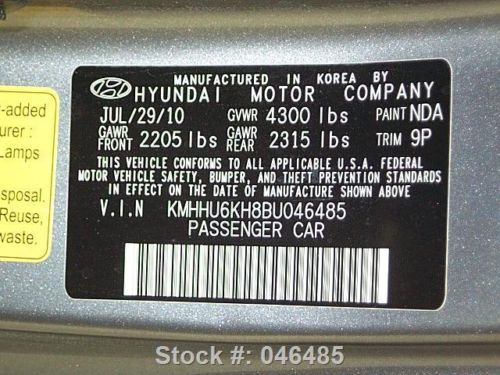 MANUFACTURED IN KOREA BY
HYUNDAI MOTOR COMPANY
JUL/29/10 GVWR 4300 lbs PAINT NDA
GAWR FRONT 2205 lbs GAWR REAR 2315 lbs TRIM 9P
THIS VEHICLE CONFORMS TO ALL APPLICABLE U.S.A. FEDERAL
MOTOR VEHICLE SAFETY, BUMPER, AND THEFT PREVENTION STANDARDS
IN EFFECT ON THE DATE OF MANUFACTURE SHOWN ABOVE
V.I.N KMHHU6KH8BU046485
PASSENGER CAR
r-added
urer :
Lamps
sposal.
e or
waste.
Stock #: 046485